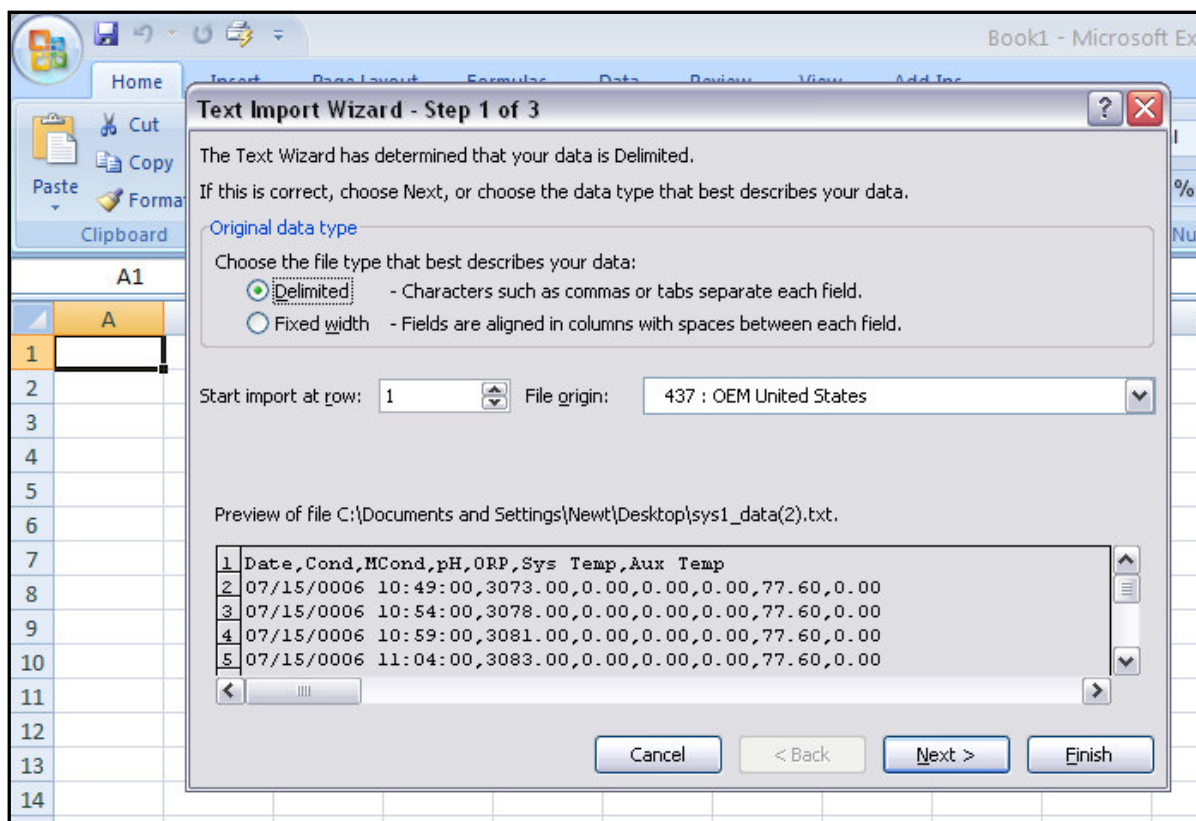 Book1 - Microsoft Ex
Home Insert Page Layout Formulas Data Review View Add-Ins
Cut
Copy
Paste
Forma
Clipboard
%
Nu
A1
A
Text Import Wizard - Step 1 of 3
?
The Text Wizard has determined that your data is Delimited.
If this is correct, choose Next, or choose the data type that best describes your data.
Original data type
Choose the file type that best describes your data:
Delimited - Characters such as commas or tabs separate each field.
Fixed width - Fields are aligned in columns with spaces between each field.
Start import at row: 1 File origin: 437 : OEM United States
Preview of file C:\Documents and Settings\Newt\Desktop\sys1_data(2).txt.
1 Date,Cond,MCond,pH,ORP,Sys Temp,Aux Temp
2 07/15/0006 10:49:00,3073.00,0.00,0.00,0.00,77.60,0.00
3 07/15/0006 10:54:00,3078.00,0.00,0.00,0.00,77.60,0.00
4 07/15/0006 10:59:00,3081.00,0.00,0.00,0.00,77.60,0.00
5 07/15/0006 11:04:00,3083.00,0.00,0.00,0.00,77.60,0.00
Cancel < Back Next > Finish
1
2
3
4
5
6
7
8
9
10
11
12
13
14